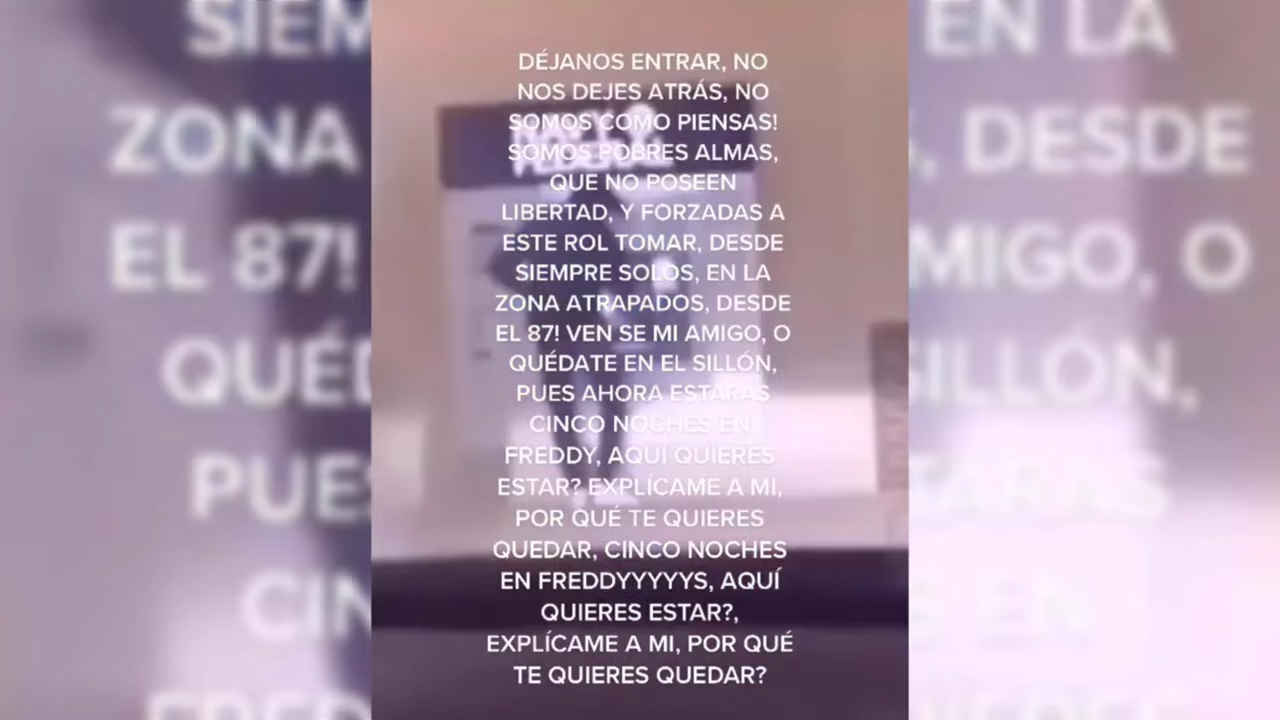 DÉJANOS ENTRAR, NO
NOS DEJES ATRÁS, NO
SOMOS COMO PIENSAS!
SOMOS POBRES ALMAS,
QUE NO POSEEN
LIBERTAD, Y FORZADAS A
ESTE ROL TOMAR, DESDE
SIEMPRE SOLOS, EN LA
ZONA ATRAPADOS, DESDE
EL 87! VEN SE MI AMIGO, O
QUÉDATE EN EL SILLÓN,
PUES AHORA ESTARÁS
CINCO NOCHES EN
FREDDY, AQUÍ QUIERES
ESTAR? EXPLÍCAME A MI,
POR QUÉ TE QUIERES
QUEDAR, CINCO NOCHES
EN FREDDYYYYYS, AQUÍ
QUIERES ESTAR?,
EXPLÍCAME A MI, POR QUÉ
TE QUIERES QUEDAR?